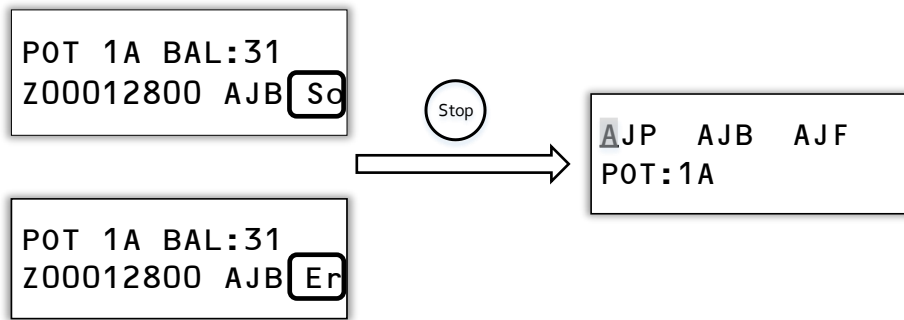 POT 1A BAL:31
Z00012800 AJB So
POT 1A BAL:31
Z00012800 AJB Er
Stop
AJP AJB AJF
POT:1A